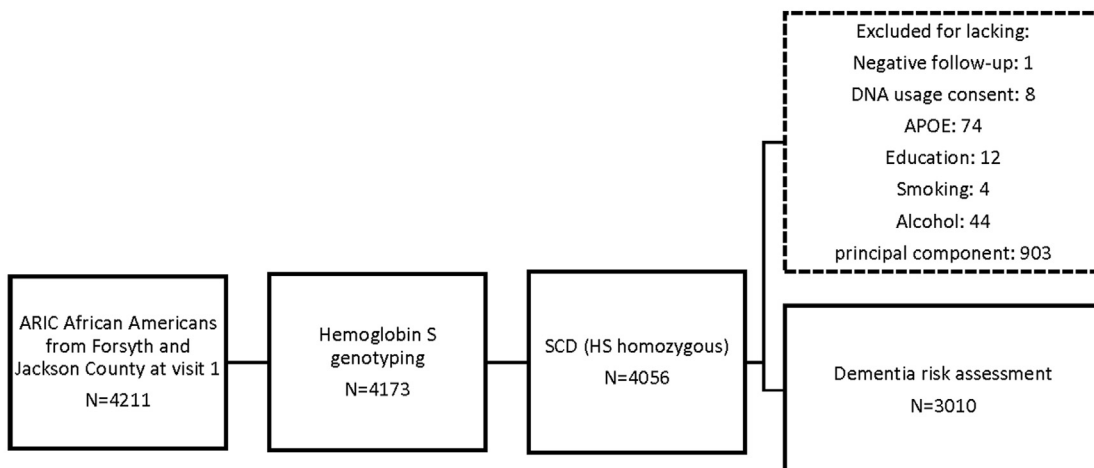 ARIC African Americans
from Forsyth and
Jackson County at visit 1
N=4211
Hemoglobin S
genotyping
N=4173
SCD (HS homozygous)
N=4056
Excluded for lacking:
Negative follow-up: 1
DNA usage consent: 8
APOE: 74
Education: 12
Smoking: 4
Alcohol: 44
principal component: 903
Dementia risk assessment
N=3010